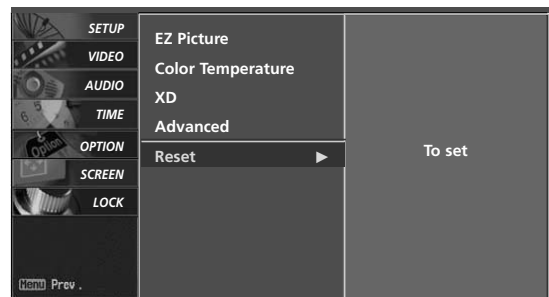 SETUP
VIDEO
AUDIO
TIME
OPTION
SCREEN
LOCK
Menu Prev.
EZ Picture
Color Temperature
XD
Advanced
Reset ▶
To set